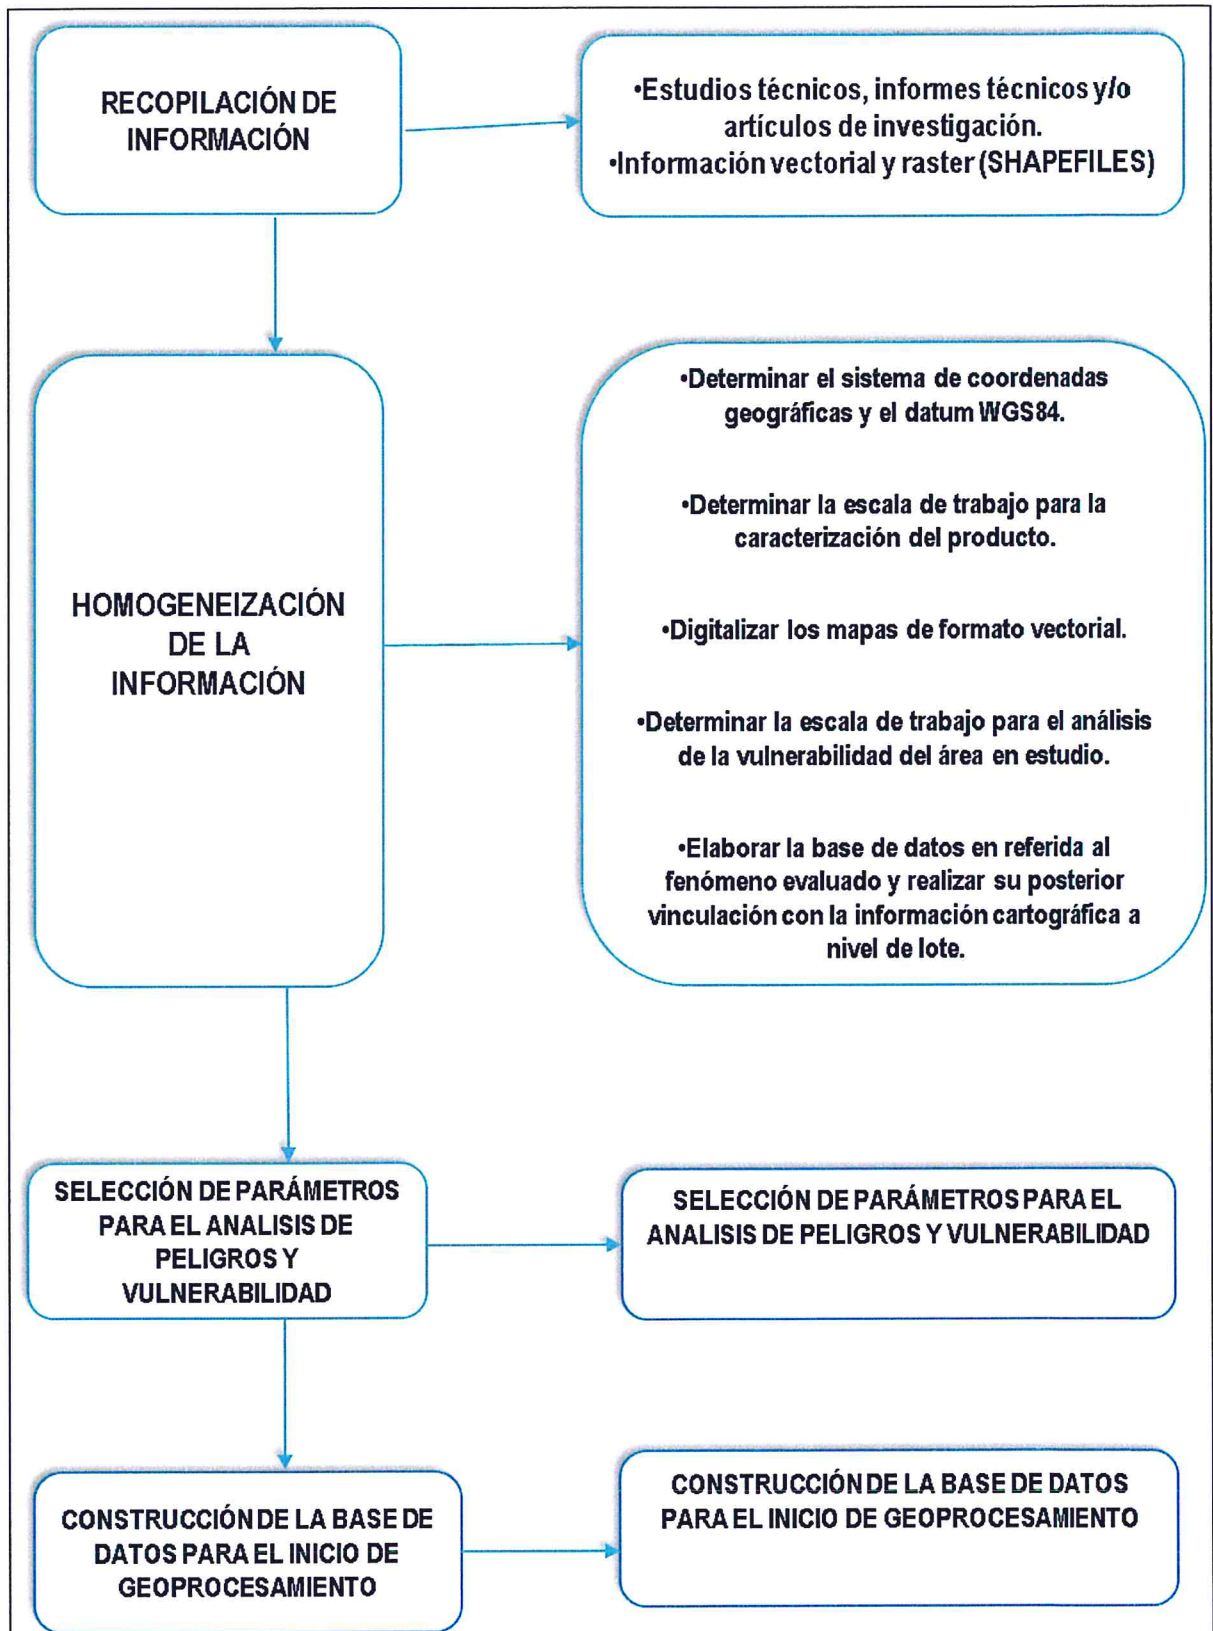 RECOPILACIÓN DE
INFORMACIÓN
•Estudios técnicos, informes técnicos y/o
artículos de investigación.
•Información vectorial y raster (SHAPEFILES)
HOMOGENEIZACIÓN
DE LA
INFORMACIÓN
•Determinar el sistema de coordenadas
geográficas y el datum WGS84.
•Determinar la escala de trabajo para la
caracterización del producto.
•Digitalizar los mapas de formato vectorial.
•Determinar la escala de trabajo para el análisis
de la vulnerabilidad del área en estudio.
•Elaborar la base de datos en referida al
fenómeno evaluado y realizar su posterior
vinculación con la información cartográfica a
nivel de lote.
SELECCIÓN DE PARÁMETROS
PARA EL ANALISIS DE
PELIGROS Y
VULNERABILIDAD
SELECCIÓN DE PARÁMETROS PARA EL
ANALISIS DE PELIGROS Y VULNERABILIDAD
CONSTRUCCIÓN DE LA BASE DE
DATOS PARA EL INICIO DE
GEOPROCESAMIENTO
CONSTRUCCIÓN DE LA BASE DE DATOS
PARA EL INICIO DE GEOPROCESAMIENTO